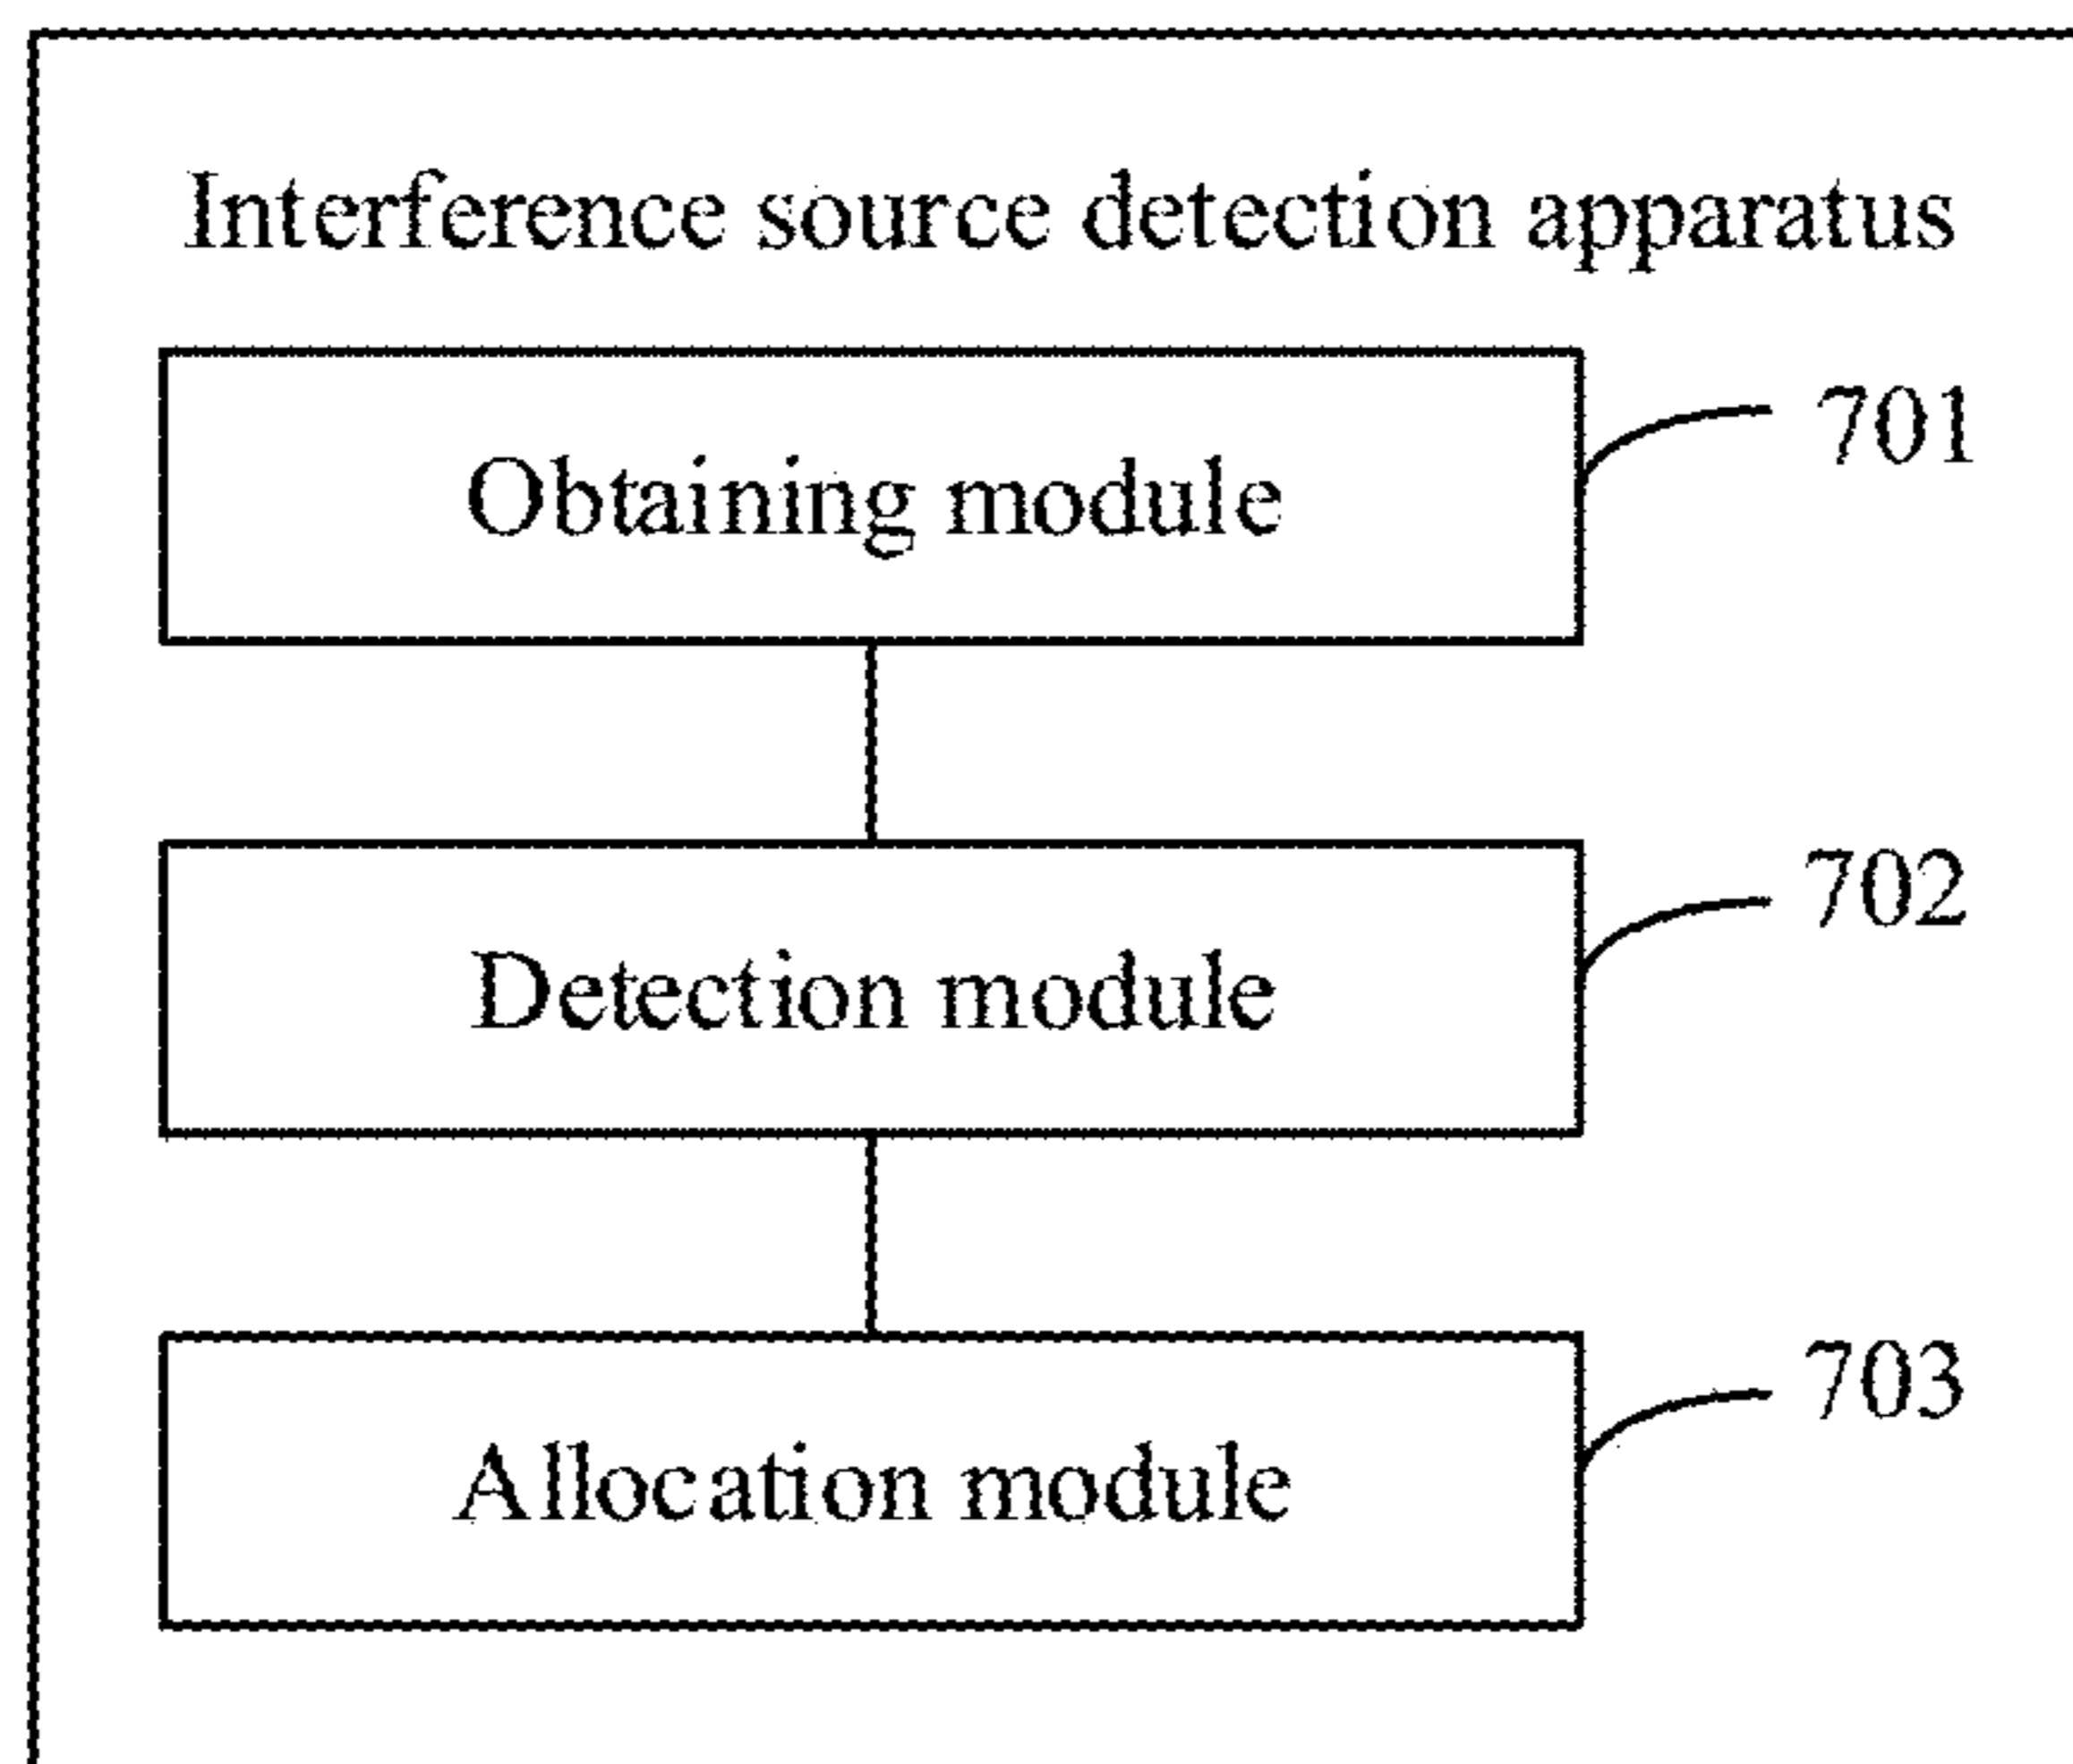 Interference source detection apparatus
Obtaining module
701
Detection module
702
Allocation module
703